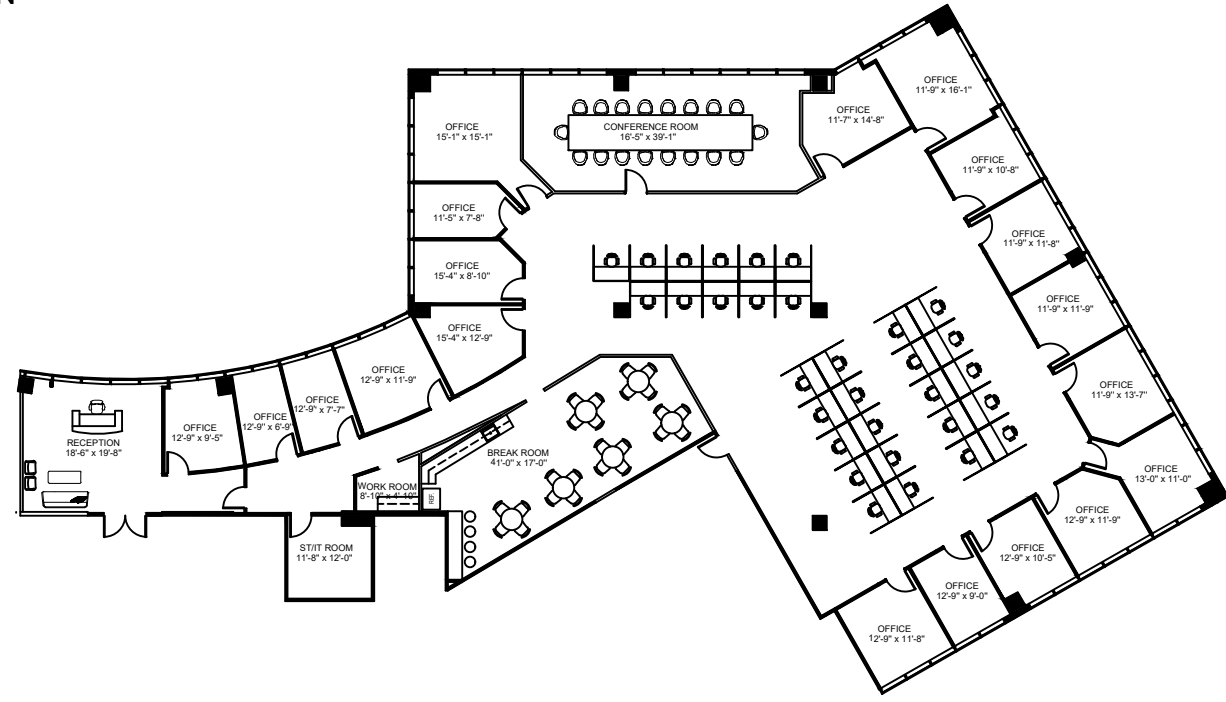 N
OFFICE
11'-9" x 16'-1"
OFFICE
11'-7" x 14'-8"
OFFICE
15'-1" x 15'-1"
CONFERENCE ROOM
16'-5" x 39'-1"
OFFICE
11'-9" x 10'-8"
OFFICE
11'-5" x 7'-8"
OFFICE
11'-9" x 11'-8"
OFFICE
15'-4" x 8'-10"
OFFICE
11'-9" x 11'-9"
OFFICE
15'-4" x 12'-9"
OFFICE
12'-9" x 11'-9"
OFFICE
11'-9" x 13'-7"
OFFICE
12'-9" x 7'-7"
OFFICE
12'-9" x 6'-9"
OFFICE
12'-9" x 9'-5"
RECEPTION
18'-6" x 19'-8"
BREAK ROOM
41'-0" x 17'-0"
OFFICE
13'-0" x 11'-0"
WORK ROOM
8'-10" x 4'-10"
REF.
OFFICE
12'-9" x 11'-9"
ST/IT ROOM
11'-8" x 12'-0"
OFFICE
12'-9" x 10'-5"
OFFICE
12'-9" x 9'-0"
OFFICE
12'-9" x 11'-8"